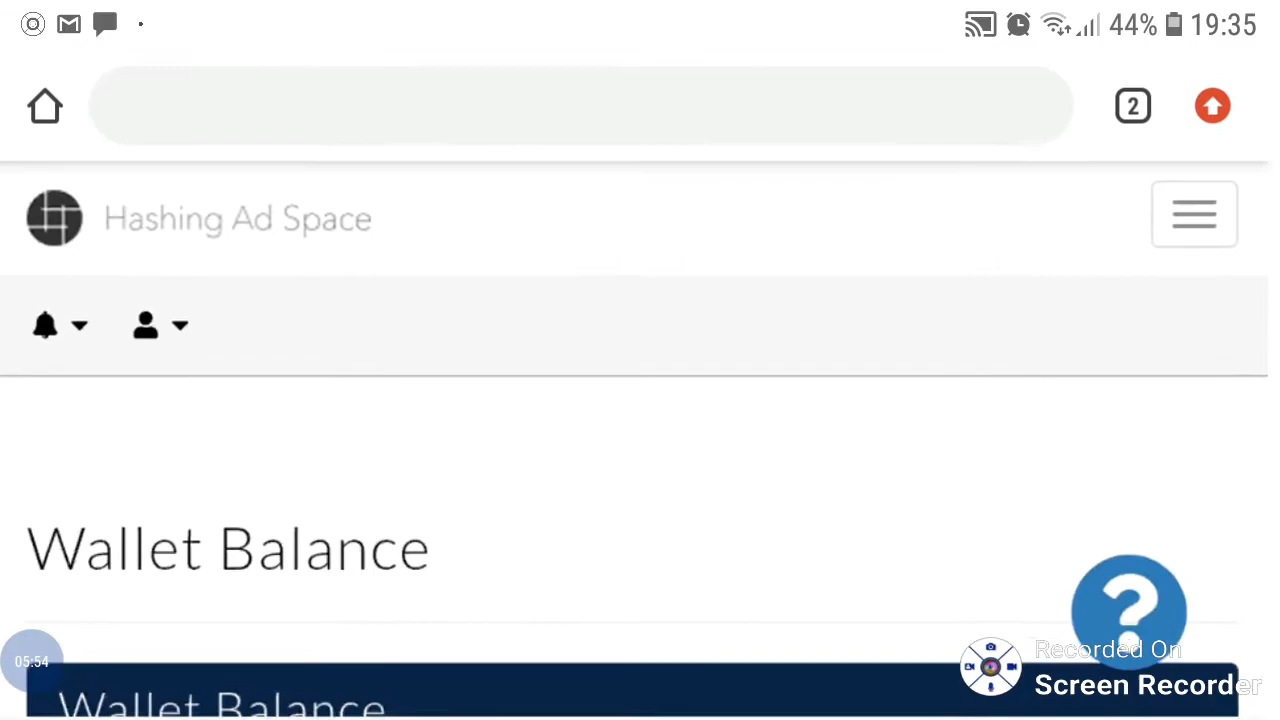 44% 19:35
2
Hashing Ad Space
Wallet Balance
?
05:54
Recorded On
Screen Recorder
Wallet Balance